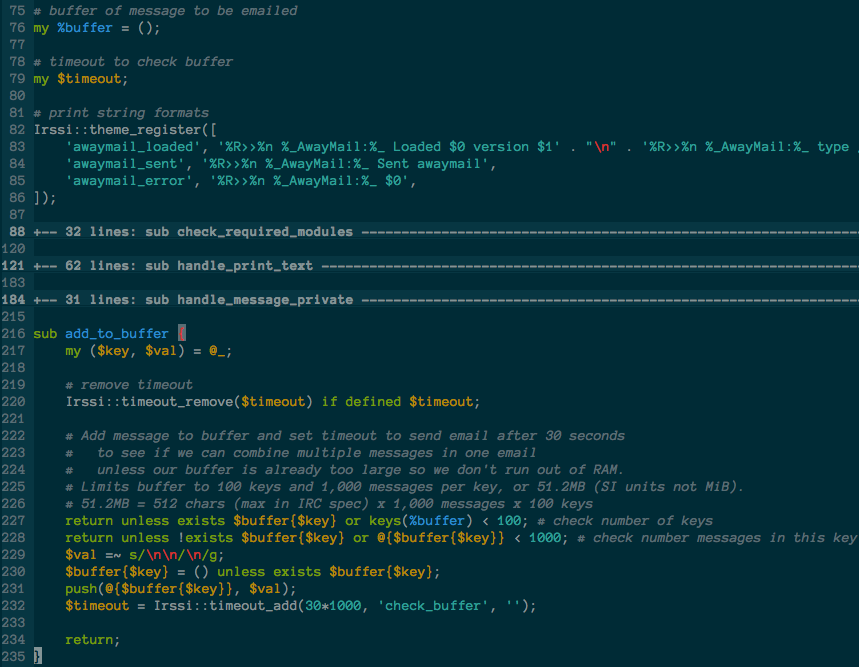 75 # buffer of message to be emailed
76 my %buffer = ();
77
78 # timeout to check buffer
79 my $timeout;
80
81 # print string formats
82 Irssi::theme_register([
83     'awaymail_loaded', '%R>>%n %_AwayMail:%_ Loaded $0 version $1' . "\n" . '%R>>%n %_AwayMail:%_ type
84     'awaymail_sent', '%R>>%n %_AwayMail:%_ Sent awaymail',
85     'awaymail_error', '%R>>%n %_AwayMail:%_ $0',
86 ]);
87
88 +-- 32 lines: sub check_required_modules ----------------------------------------------------------------
120
121 +-- 62 lines: sub handle_print_text ----------------------------------------------------------------
183
184 +-- 31 lines: sub handle_message_private ----------------------------------------------------------------
215
216 sub add_to_buffer {
217     my ($key, $val) = @_;
218
219     # remove timeout
220     Irssi::timeout_remove($timeout) if defined $timeout;
221
222     # Add message to buffer and set timeout to send email after 30 seconds
223     #   to see if we can combine multiple messages in one email
224     #   unless our buffer is already too large so we don't run out of RAM.
225     # Limits buffer to 100 keys and 1,000 messages per key, or 51.2MB (SI units not MiB).
226     # 51.2MB = 512 chars (max in IRC spec) x 1,000 messages x 100 keys
227     return unless exists $buffer{$key} or keys(%buffer) < 100; # check number of keys
228     return unless !exists $buffer{$key} or @{$buffer{$key}} < 1000; # check number messages in this key
229     $val =~ s/\n\n/\n/g;
230     $buffer{$key} = () unless exists $buffer{$key};
231     push(@{$buffer{$key}}, $val);
232     $timeout = Irssi::timeout_add(30*1000, 'check_buffer', '');
233
234     return;
235 }